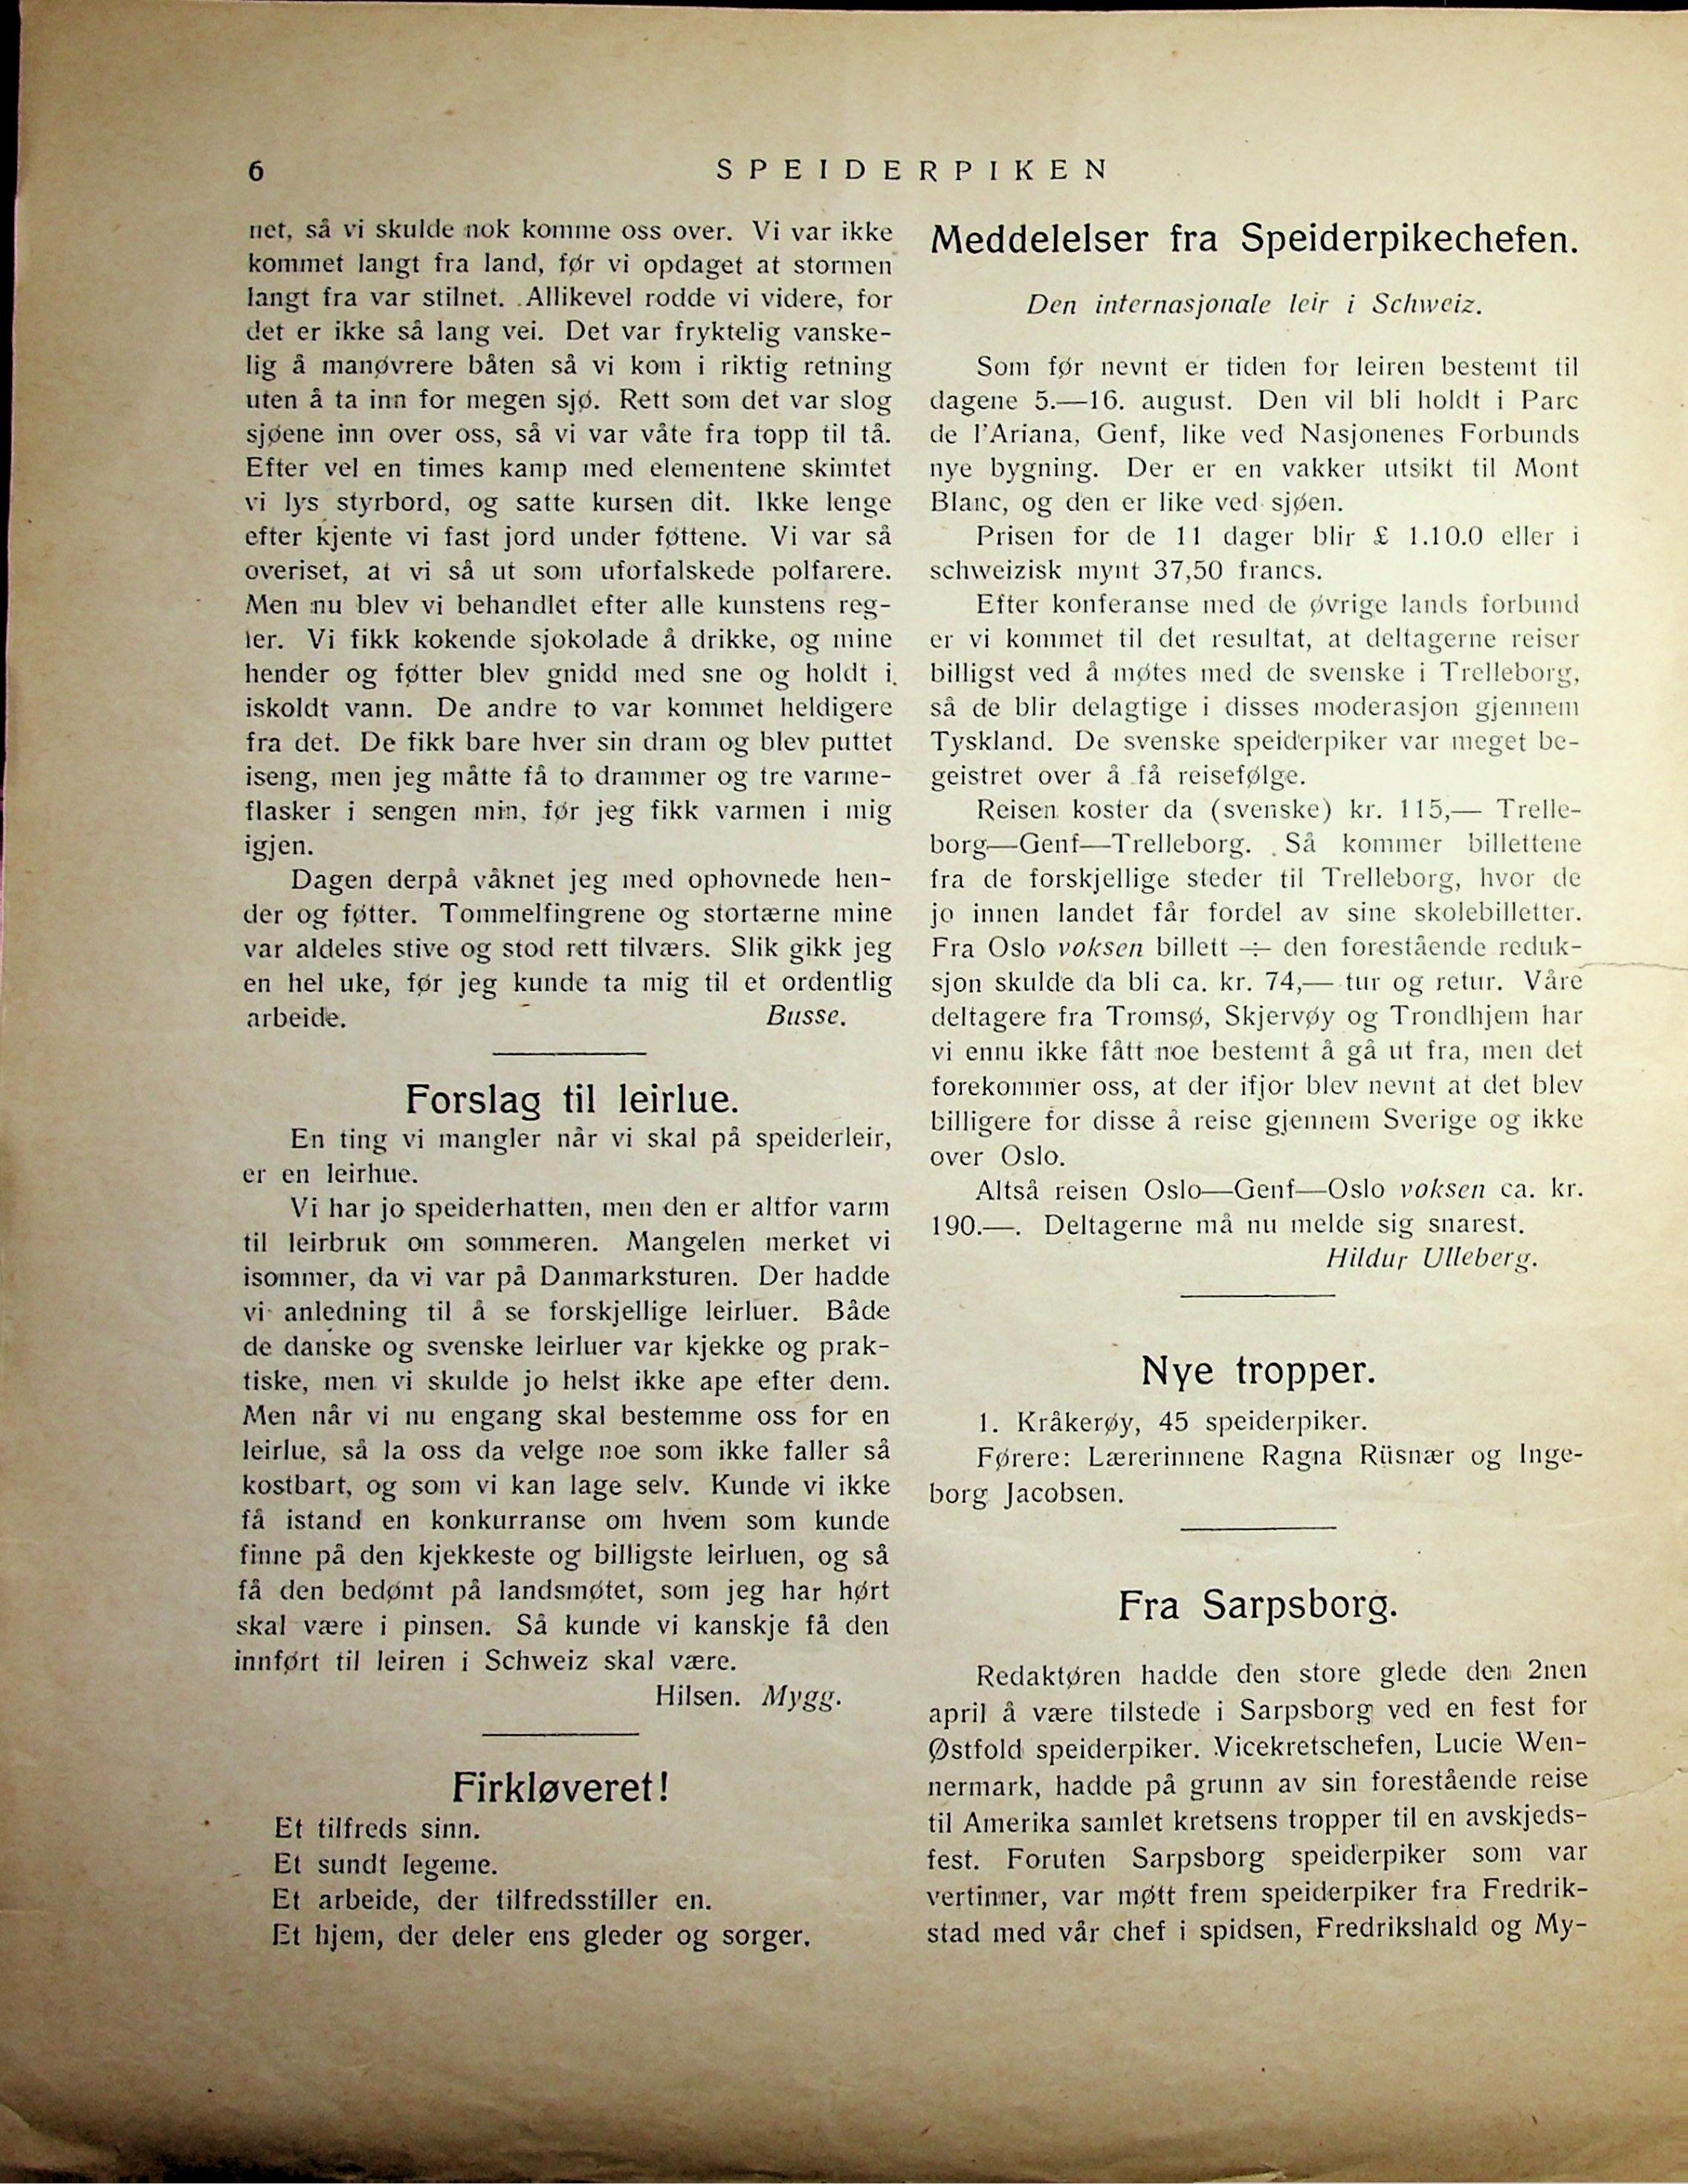 6
SPEIDERPIKEN
net, så vi skulde nok komme oss over. Vi var ikke
kommet langt fra land, før vi opdaget at stormen
langt fra var stilnet. Allikevel rodde vi videre, for
det er ikke så lang vei. Det var fryktelig vanske-
lig å manøvrere båten så vi kom i riktig retning
uten å ta inn for megen sjø. Rett som det var slog
sjøene inn over oss, så vi var våte fra topp til tå.
Efter vel en times kamp med elementene skimtet
vi lys styrbord, og satte kursen dit. Ikke lenge
efter kjente vi fast jord under føttene. Vi var så
overiset, at vi så ut som uforfalskede polfarere.
Men nu blev vi behandlet efter alle kunstens reg-
ler. Vi fikk kokende sjokolade å drikke, og mine
hender og føtter blev gnidd med sne og holdt i
iskoldt vann. De andre to var kommet heldigere
fra det. De fikk bare hver sin dram og blev puttet
iseng, men jeg måtte få to drammer og tre varme-
flasker i sengen min, før jeg fikk varmen i mig
igjen.
Dagen derpå våknet jeg med ophovnede hen-
der og føtter. Tommelfingrene og stortærne mine
var aldeles stive og stod rett tilværs. Slik gikk jeg
en hel uke, før jeg kunde ta mig til et ordentlig
arbeide. Busse.
Forslag til leirlue.
En ting vi mangler når vi skal på speiderleir,
er en leirhue.
Vi har jo speiderhatten, men den er altfor varm
til leirbruk om sommeren. Mangelen merket vi
isommer, da vi var på Danmarksturen. Der hadde
vi anledning til å se forskjellige leirluer. Både
de danske og svenske leirluer var kjekke og prak-
tiske, men vi skulde jo helst ikke ape efter dem.
Men når vi nu engang skal bestemme oss for en
leirlue, så la oss da velge noe som ikke faller så
kostbart, og som vi kan lage selv. Kunde vi ikke
få istand en konkurranse om hvem som kunde
finne på den kjekkeste og billigste leirluen, og så
få den bedømt på landsmøtet, som jeg har hørt
skal være i pinsen. Så kunde vi kanskje få den
innført til leiren i Schweiz skal være.
Hilsen. Mygg.
Firkløveret!
Et tilfreds sinn.
Et sundt legeme.
Et arbeide, der tilfredsstiller en.
Et hjem, der deler ens gleder og sorger.
Meddelelser fra Speiderpikechefen.
Den internasjonale leir i Schweiz.
Som før nevnt er tiden for leiren bestemt til
dagene 5.—16. august. Den vil bli holdt i Parc
de l'Ariana, Genf, like ved Nasjonenes Forbunds
nye bygning. Der er en vakker utsikt til Mont
Blanc, og den er like ved sjøen.
Prisen for de 11 dager blir £ 1.10.0 eller i
schweizisk mynt 37,50 francs.
Efter konferanse med de øvrige lands forbund
er vi kommet til det resultat, at deltagerne reiser
billigst ved å møtes med de svenske i Trelleborg,
så de blir delagtige i disses moderasjon gjennem
Tyskland. De svenske speiderpiker var meget be-
geistret over å få reisefølge.
Reisen koster da (svenske) kr. 115,— Trelle-
borg—Genf—Trelleborg. Så kommer billettene
fra de forskjellige steder til Trelleborg, hvor de
jo innen landet får fordel av sine skolebilletter.
Fra Oslo voksen billett ÷ den forestående reduk-
sjon skulde da bli ca. kr. 74,— tur og retur. Våre
deltagere fra Tromsø, Skjervøy og Trondhjem har
vi ennu ikke fått noe bestemt å gå ut fra, men det
forekommer oss, at der ifjor blev nevnt at det blev
billigere for disse å reise gjennem Sverige og ikke
over Oslo.
Altså reisen Oslo—Genf—Oslo voksen ca. kr.
190.—. Deltagerne må nu melde sig snarest.
Hildur Ulleberg.
Nye tropper.
1. Kråkerøy, 45 speiderpiker.
Førere: Lærerinnene Ragna Rüsnær og Inge-
borg Jacobsen.
Fra Sarpsborg.
Redaktøren hadde den store glede den 2nen
april å være tilstede i Sarpsborg ved en fest for
Østfold speiderpiker. Vicekretschefen, Lucie Wen-
nermark, hadde på grunn av sin forestående reise
til Amerika samlet kretsens tropper til en avskjeds-
fest. Foruten Sarpsborg speiderpiker som var
vertinner, var møtt frem speiderpiker fra Fredrik-
stad med vår chef i spidsen, Fredrikshald og My-